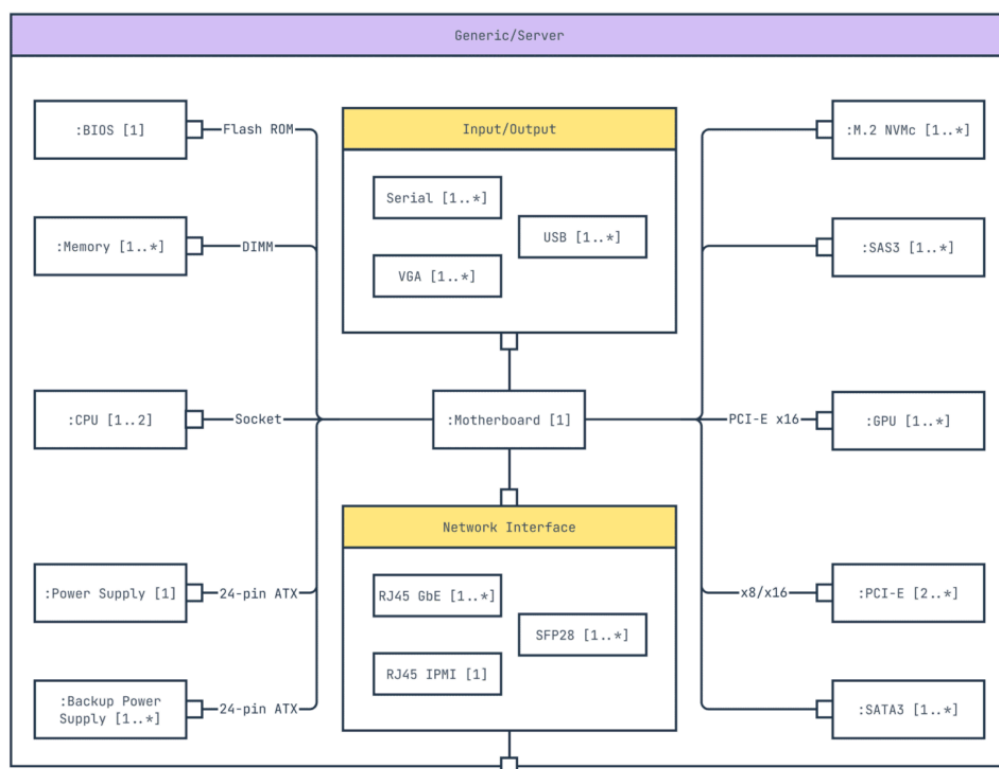 Generic/Server
:BIOS [1]
Flash ROM
:Memory [1..*]
DIMM
:CPU [1..2]
Socket
:Power Supply [1]
24-pin ATX
:Backup Power
Supply [1..*]
24-pin ATX
Input/Output
Serial [1..*]
USB [1..*]
VGA [1..*]
:Motherboard [1]
Network Interface
RJ45 GbE [1..*]
SFP28 [1..*]
RJ45 IPMI [1]
:M.2 NVMc [1..*]
:SAS3 [1..*]
PCI-E x16
:GPU [1..*]
x8/x16
:PCI-E [2..*]
:SATA3 [1..*]